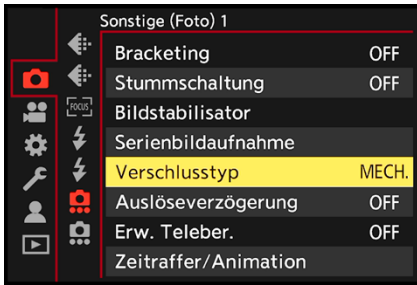 Sonstige (Foto) 1
Bracketing OFF
Stummschaltung OFF
FOCUS
Bildstabilisator
Serienbildaufnahme
Verschlusstyp MECH.
Auslöseverzögerung OFF
Erw. Teleber. OFF
Zeitraffer/Animation